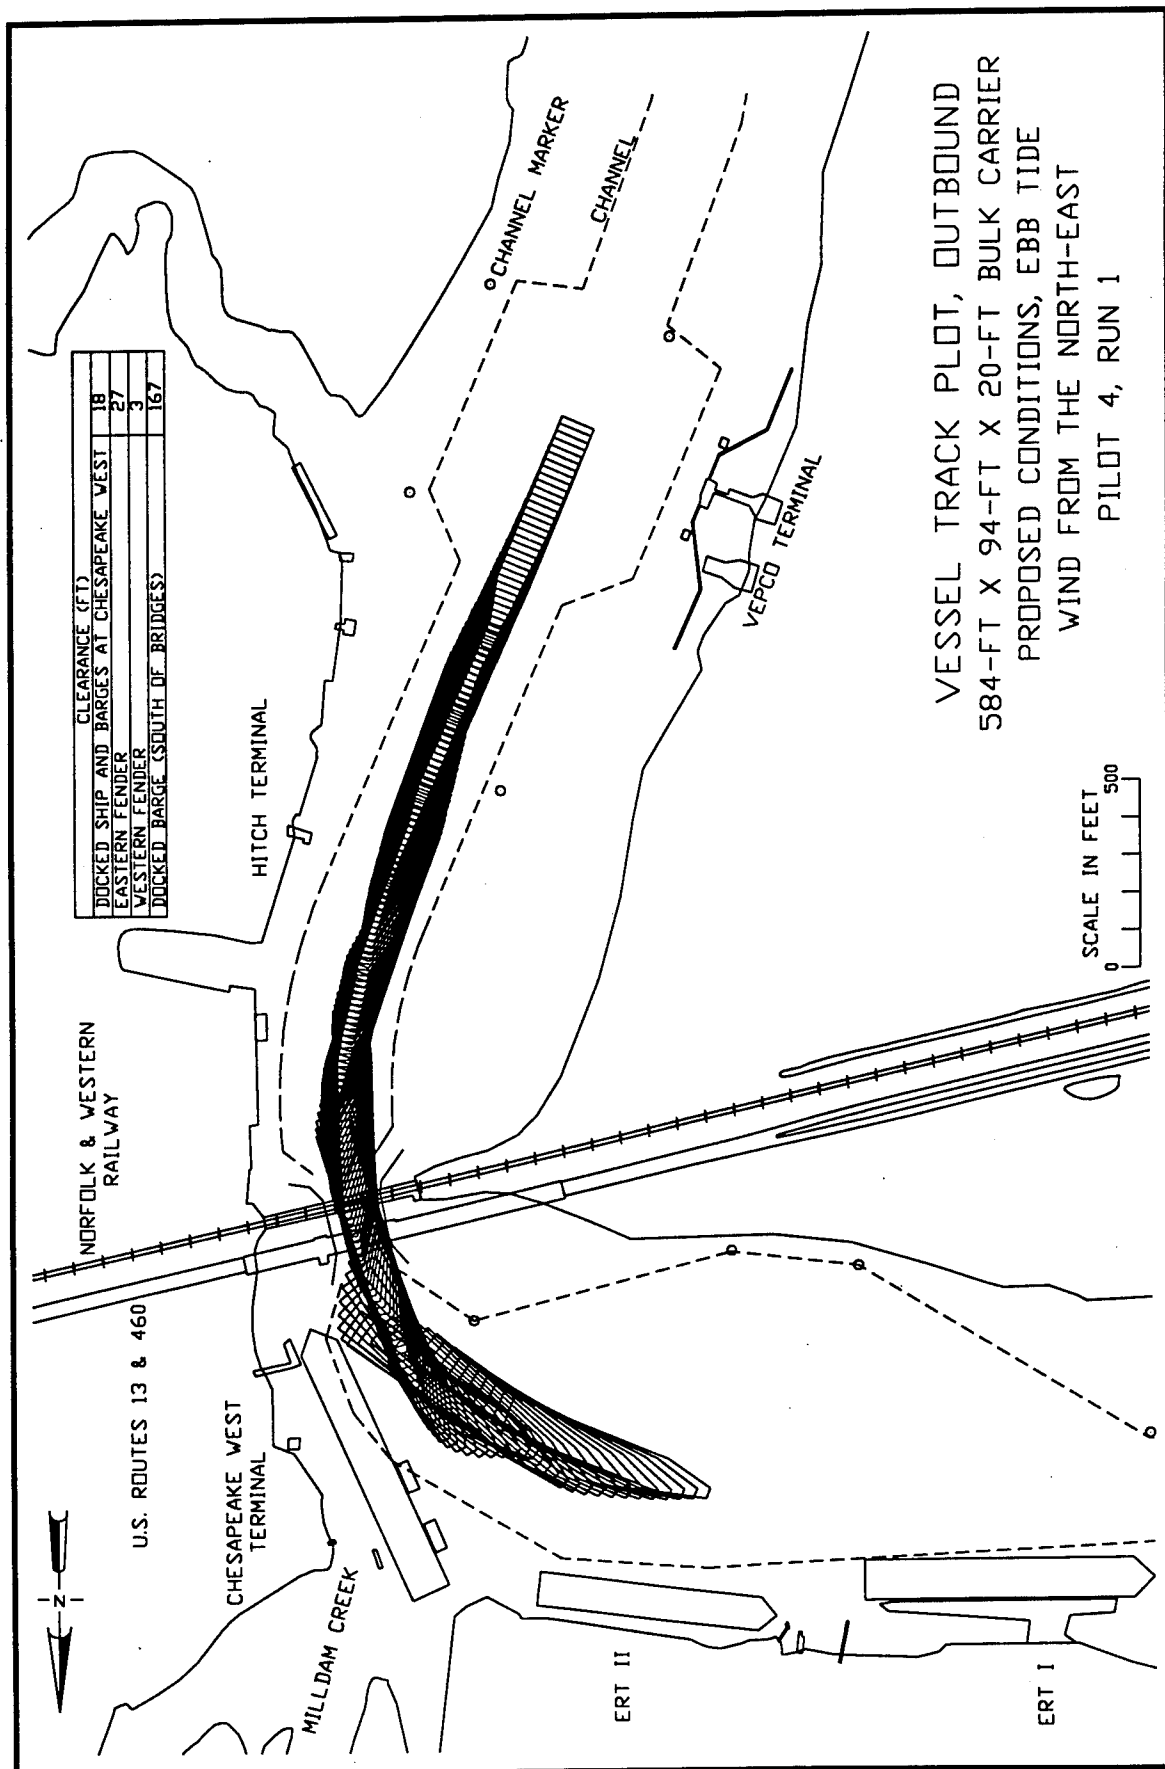 CLEARANCE (FT)
DOCKED SHIP AND BARGES AT CHESAPEAKE WEST 18
EASTERN FENDER 27
WESTERN FENDER 3
DOCKED BARGE (SOUTH OF BRIDGES) 167
NORFOLK & WESTERN
RAILWAY
U.S. ROUTES 13 & 460
HITCH TERMINAL
CHANNEL MARKER
CHANNEL
CHESAPEAKE WEST
TERMINAL
MILLDAM CREEK
N
ERT II
ERT I
VEPCO TERMINAL
SCALE IN FEET
0 500
VESSEL TRACK PLOT, OUTBOUND
584-FT X 94-FT X 20-FT BULK CARRIER
PROPOSED CONDITIONS, EBB TIDE
WIND FROM THE NORTH-EAST
PILOT 4, RUN 1